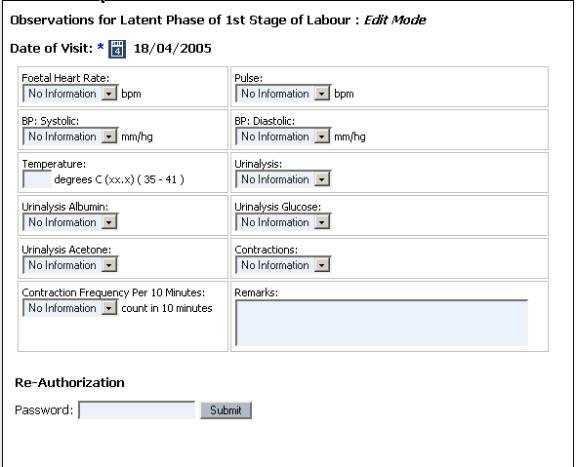 Observations for Latent Phase of 1st Stage of Labour : Edit Mode
Date of Visit: * 4 18/04/2005
Foetal Heart Rate:
No Information bpm
Pulse:
No Information bpm
BP: Systolic:
No Information mm/hg
BP: Diastolic:
No Information mm/hg
Temperature:
degrees C (xx.x) ( 35 - 41 )
Urinalysis:
No Information
Urinalysis Albumin:
No Information
Urinalysis Glucose:
No Information
Urinalysis Acetone:
No Information
Contractions:
No Information
Contraction Frequency Per 10 Minutes:
No Information count in 10 minutes
Remarks:
Re-Authorization
Password: Submit